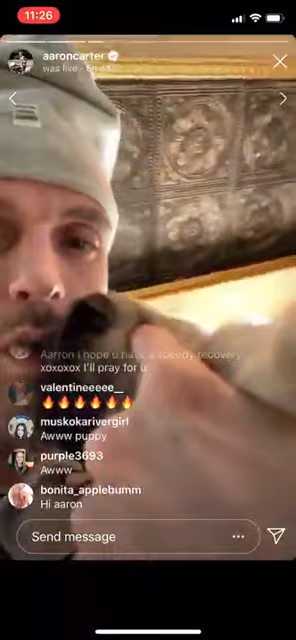 11:26
aaroncarter
was live
Aarron I hope u have a speedy recovery
xoxoxox I'll pray for u
valentineeeee__
🔥🔥🔥🔥🔥🔥
muskokarivergirl
Awww puppy
purple3693
Awww
bonita_applebumm
Hi aaron
Send message